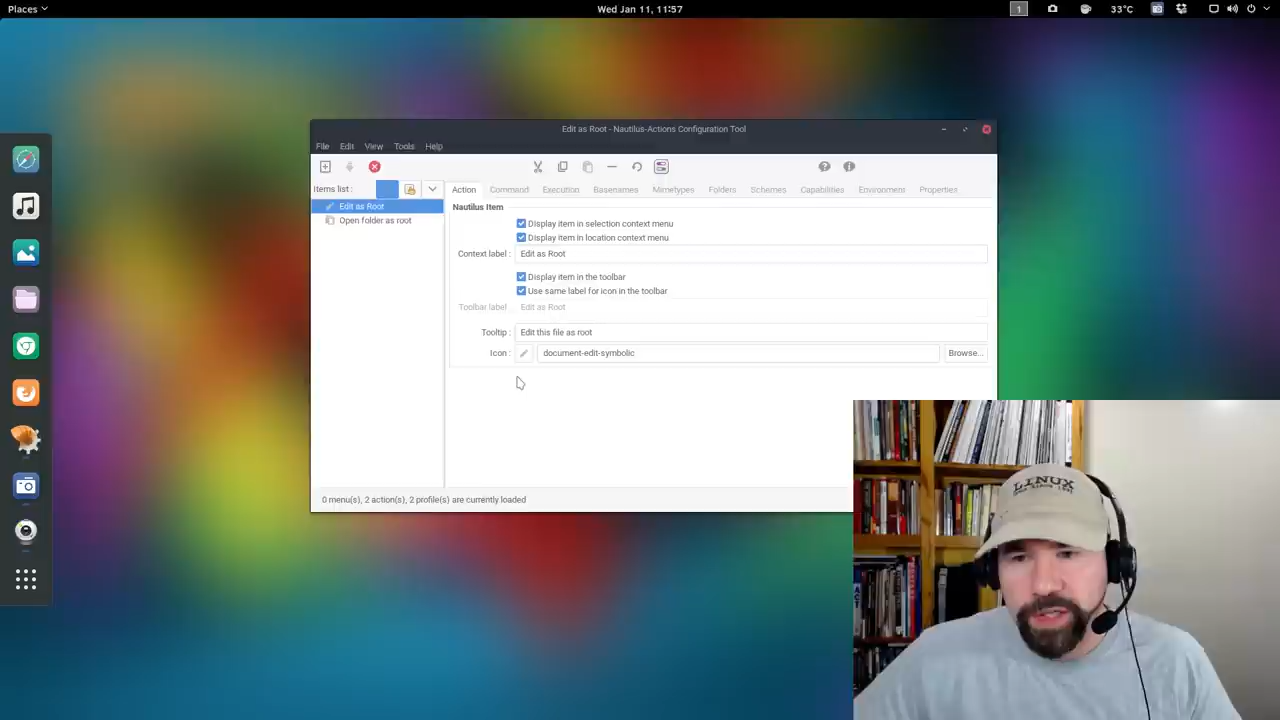 Places
Wed Jan 11, 11:57
1
33°C
Edit as Root - Nautilus-Actions Configuration Tool
File Edit View Tools Help
Items list :
Edit as Root
Open folder as root
Action Command Execution Basenames Mimetypes Folders Schemes Capabilities Environment Properties
Nautilus Item
Display item in selection context menu
Display item in location context menu
Context label : Edit as Root
Display item in the toolbar
Use same label for icon in the toolbar
Toolbar label Edit as Root
Tooltip : Edit this file as root
Icon : document-edit-symbolic Browse...
0 menu(s), 2 action(s), 2 profile(s) are currently loaded
LINUX